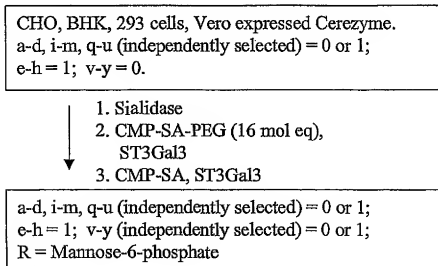 CHO, BHK, 293 cells, Vero expressed Cerezyme.
a-d, i-m, q-u (independently selected) = 0 or 1;
e-h = 1; v-y = 0.
1. Sialidase
2. CMP-SA-PEG (16 mol eq),
ST3Gal3
3. CMP-SA, ST3Gal3
a-d, i-m, q-u (independently selected) = 0 or 1;
e-h = 1; v-y (independently selected) = 0 or 1;
R = Mannose-6-phosphate